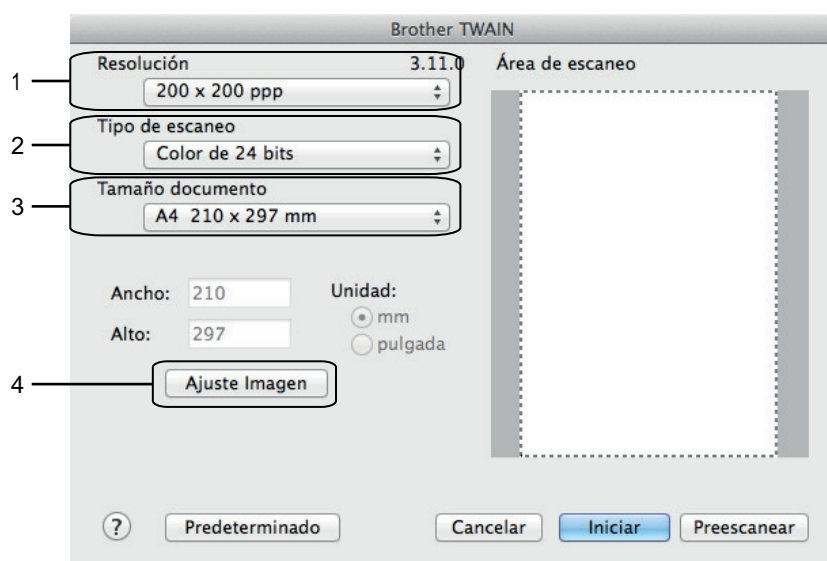 Brother TWAIN
1
Resolución 3.11.0
200 x 200 ppp
2
Tipo de escaneo
Color de 24 bits
3
Tamaño documento
A4 210 x 297 mm
Ancho: 210
Alto: 297
Unidad:
mm
pulgada
4
Ajuste Imagen
Área de escaneo
?
Predeterminado
Cancelar
Iniciar
Preescanear